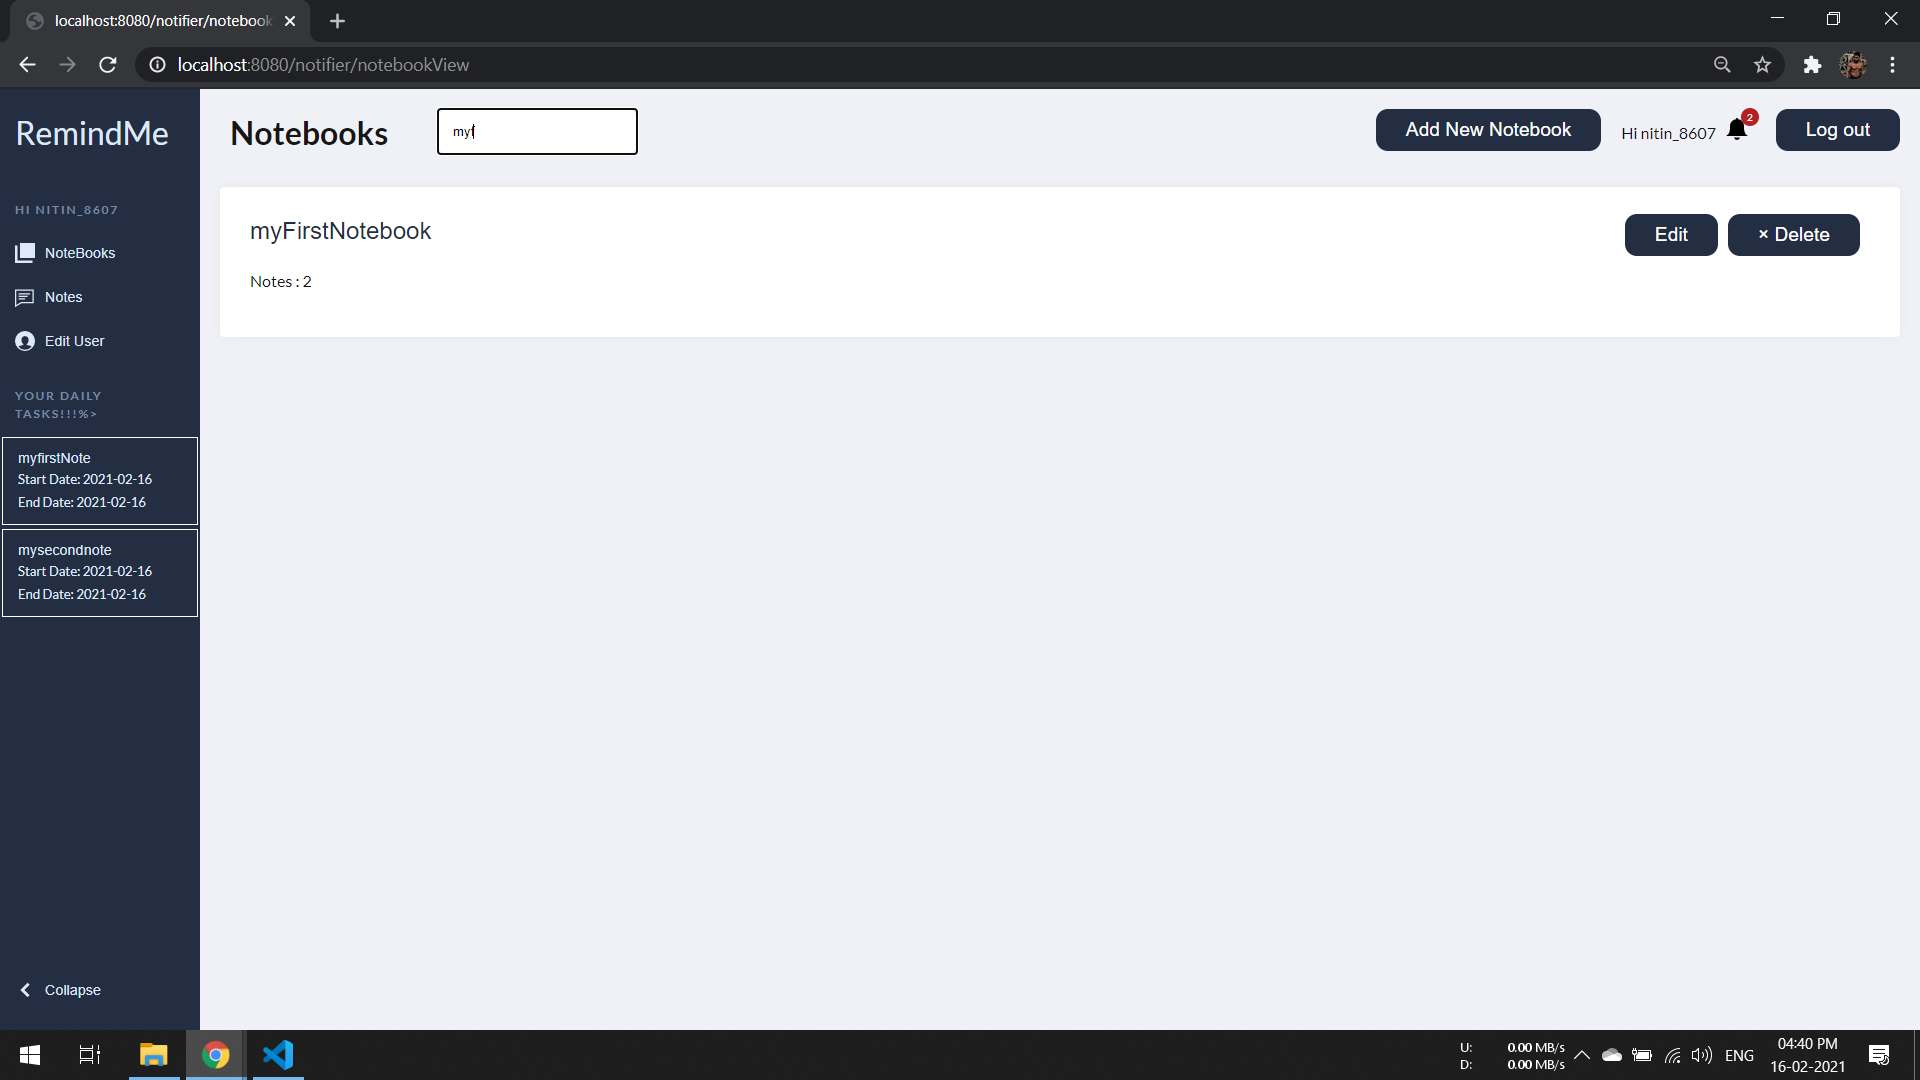 localhost:8080/notifier/notebook
localhost:8080/notifier/notebookView
RemindMe
HI NITIN_8607
NoteBooks
Notes
Edit User
YOUR DAILY
TASKS!!!%>
myfirstNote
Start Date: 2021-02-16
End Date: 2021-02-16
mysecondnote
Start Date: 2021-02-16
End Date: 2021-02-16
Collapse
Notebooks
myf
Add New Notebook
Hi nitin_8607
2
Log out
myFirstNotebook
Edit
× Delete
Notes : 2
U: 0.00 MB/s
D: 0.00 MB/s
ENG
04:40 PM
16-02-2021